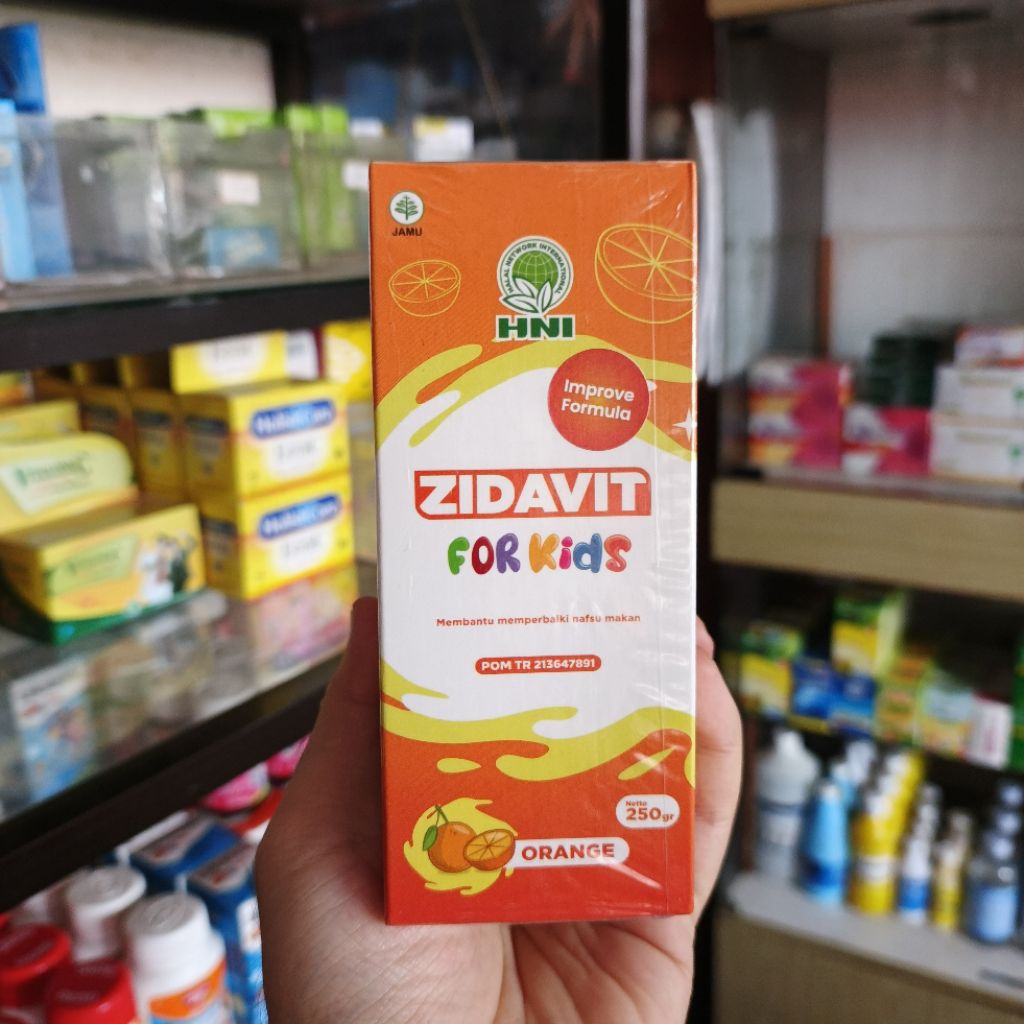 JAMU
HALAL NETWORK INTERNATIONAL
HNI
Improve
Formula
ZIDAVIT
FOR Kids
Membantu memperbaiki nafsu makan
POM TR 213647891
Netto
250gr
ORANGE